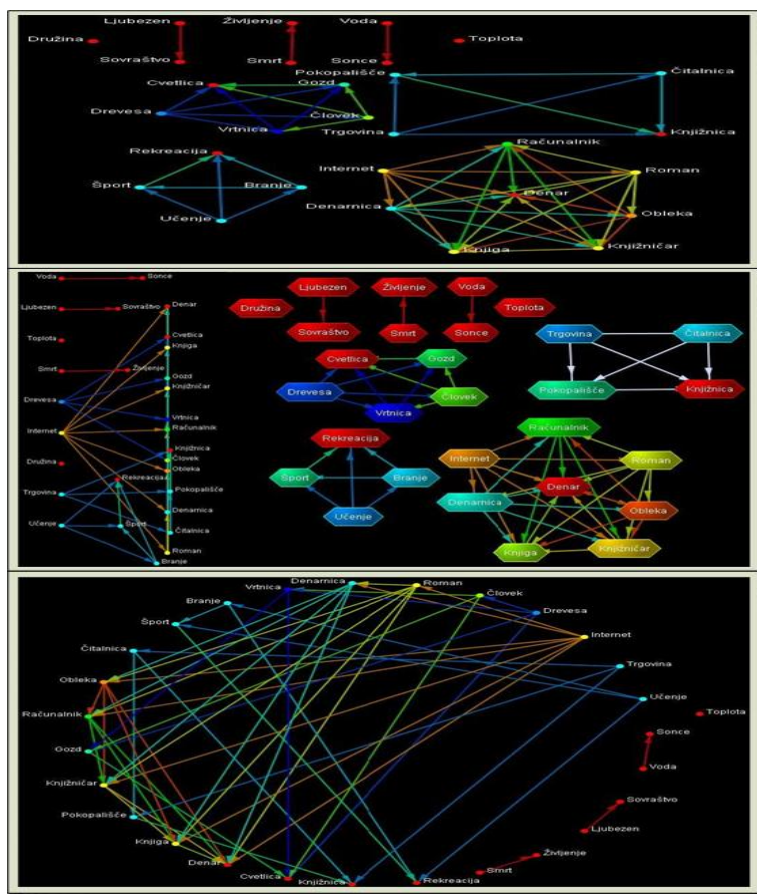 Ljubezen Življenje Voda
Družina Toplota
Sovraštvo Smrt Sonce
Cvetlica Gozd Pokopališče Čitalnica
Drevesa Človek
Vrtnica Trgovina Knjižnica
Rekreacija Računalnik
Internet Roman
Šport Branje Denar
Denarnica Obleka
Učenje
Knjiga Knjižničar
Voda Sonce
Ljubezen Sovraštvo Denar
Toplota Cvetlica
Knjiga
Smrt Življenje Gozd
Knjižničar
Drevesa
Vrtnica
Internet Računalnik
Knjižnica
Družina Človek
Obleka
Rekreacija
Trgovina Pokopališče
Denarnica
Učenje Šport Čitalnica
Roman
Branje
Ljubezen Življenje Voda
Družina Toplota
Sovraštvo Smrt Sonce
Trgovina Čitalnica
Cvetlica Gozd
Drevesa Človek
Pokopališče Knjižnica
Vrtnica
Rekreacija Računalnik
Internet Roman
Šport Branje Denar
Denarnica Obleka
Učenje
Knjiga Knjižničar
Denarnica Roman
Vrtnica Človek
Branje Drevesa
Šport Internet
Čitalnica
Trgovina
Obleka
Učenje
Računalnik Toplota
Sonce
Gozd
Voda
Knjižničar
Sovraštvo
Pokopališče
Ljubezen
Knjiga
Življenje
Denar
Smrt
Cvetlica Knjižnica Rekreacija